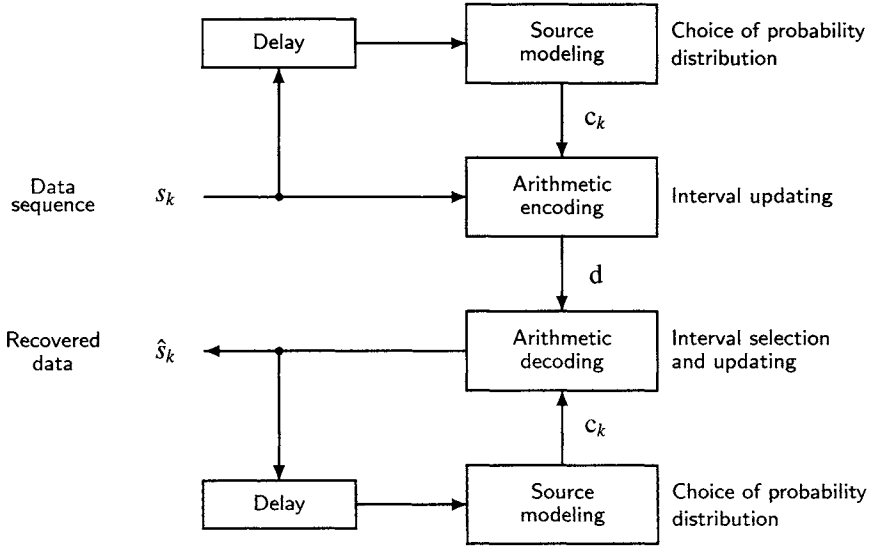 Delay
Source
modeling
Choice of probability
distribution
c_k
Data
sequence
s_k
Arithmetic
encoding
Interval updating
d
Recovered
data
ŝ_k
Arithmetic
decoding
Interval selection
and updating
c_k
Delay
Source
modeling
Choice of probability
distribution